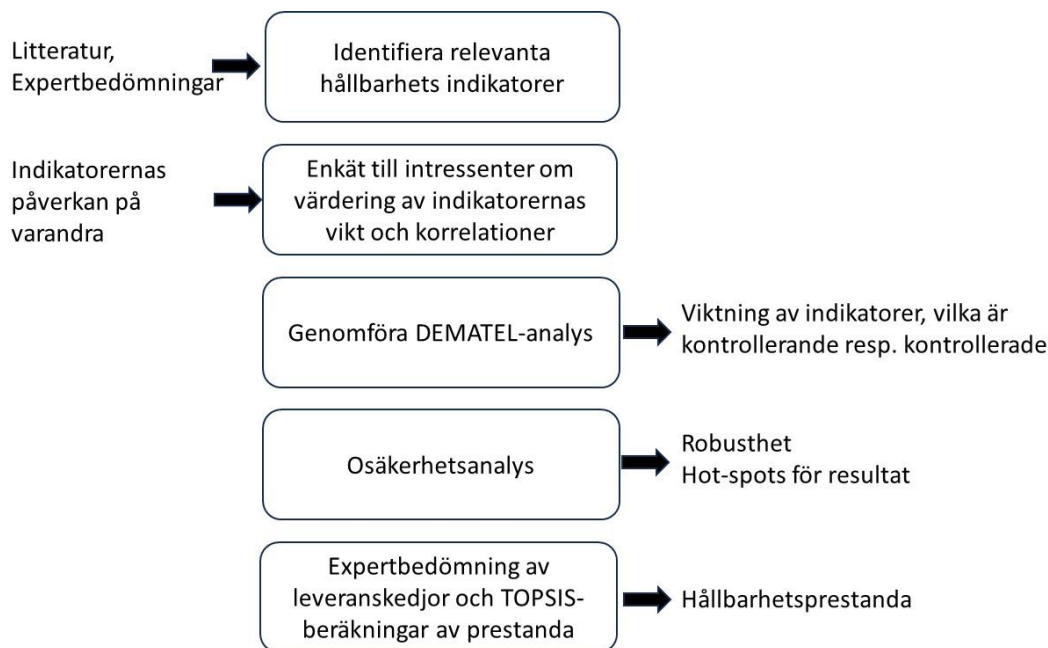 Litteratur,
Expertbedömningar
Identifiera relevanta
hållbarhets indikatorer
Indikatorernas
påverkan på
varandra
Enkät till intressenter om
värdering av indikatorernas
vikt och korrelationer
Genomföra DEMATEL-analys
Viktning av indikatorer, vilka är
kontrollerande resp. kontrollerade
Osäkerhetsanalys
Robusthet
Hot-spots för resultat
Expertbedömning av
leveranskedjor och TOPSIS-
beräkningar av prestanda
Hållbarhetsprestanda